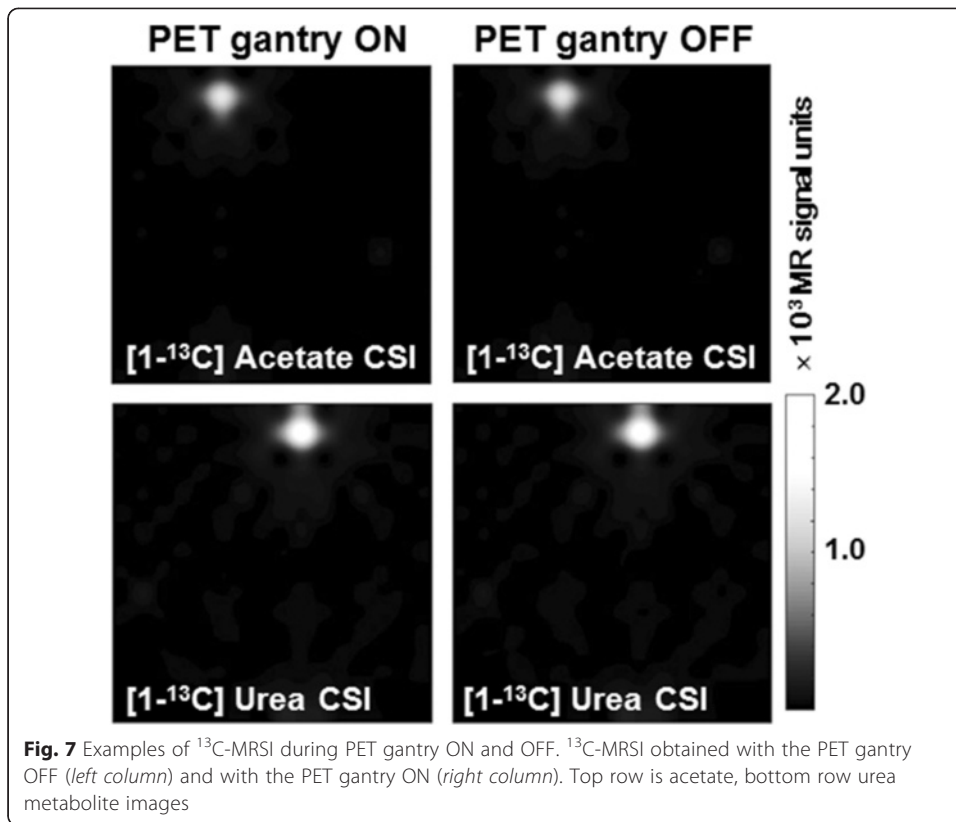 PET gantry ON PET gantry OFF
[1-¹³C] Acetate CSI [1-¹³C] Acetate CSI
× 10³ MR signal units
2.0
1.0
[1-¹³C] Urea CSI [1-¹³C] Urea CSI
Fig. 7 Examples of ¹³C-MRSI during PET gantry ON and OFF. ¹³C-MRSI obtained with the PET gantry
OFF (left column) and with the PET gantry ON (right column). Top row is acetate, bottom row urea
metabolite images